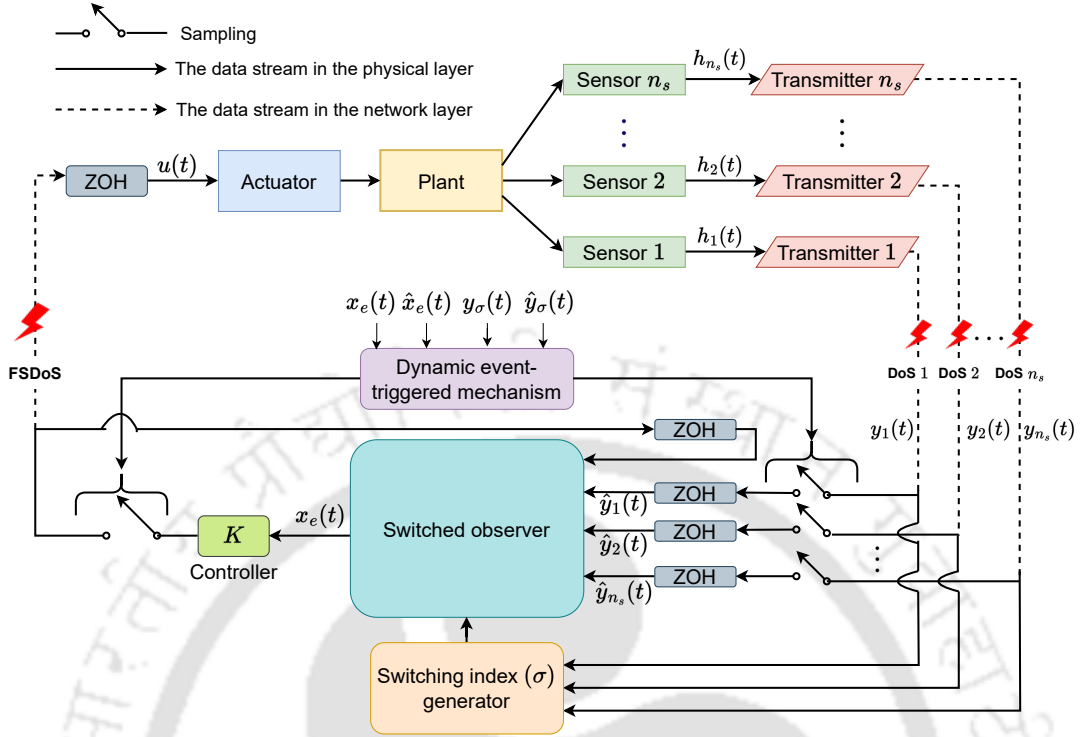 Sampling
The data stream in the physical layer
The data stream in the network layer
h_{n_s}(t)
Sensor n_s
Transmitter n_s
ZOH
u(t)
Actuator
Plant
h_2(t)
Sensor 2
Transmitter 2
h_1(t)
Sensor 1
Transmitter 1
x_e(t) x̂_e(t) y_σ(t) ŷ_σ(t)
FSDoS
Dynamic event-
triggered mechanism
DoS 1
DoS 2
DoS n_s
y_1(t)
y_2(t)
y_{n_s}(t)
ZOH
Switched observer
ŷ_1(t)
ZOH
ŷ_2(t)
ZOH
ŷ_{n_s}(t)
ZOH
x_e(t)
K
Controller
Switching index (σ)
generator